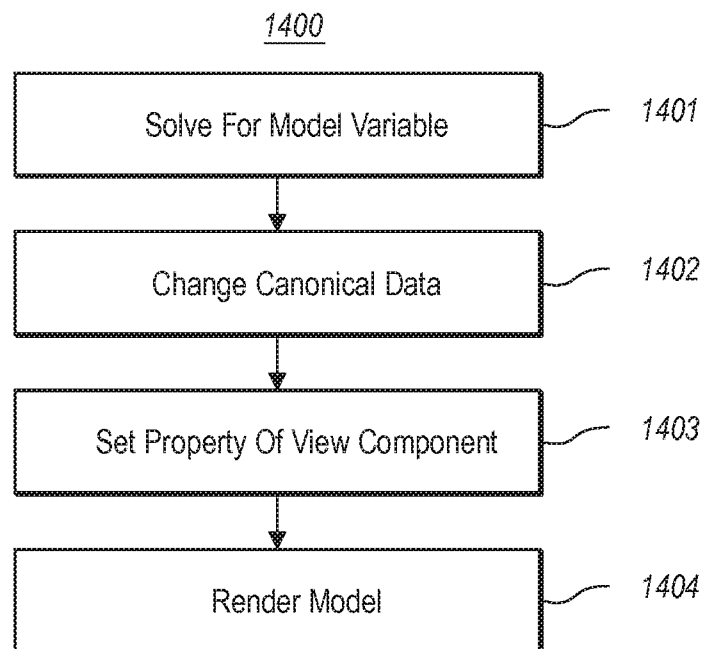 1400
Solve For Model Variable
1401
Change Canonical Data
1402
Set Property Of View Component
1403
Render Model
1404